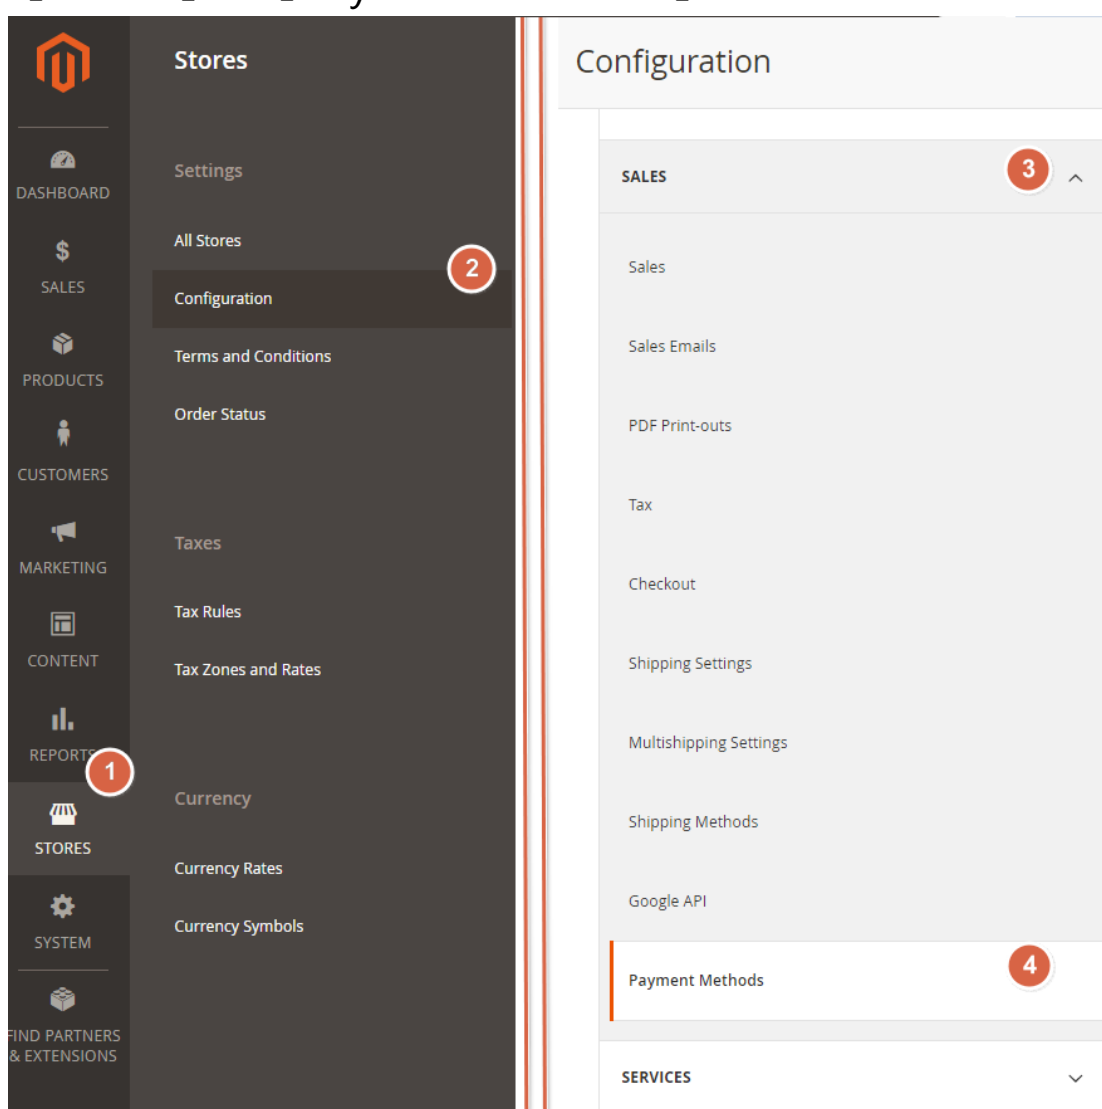 Stores
Configuration
DASHBOARD
SALES
PRODUCTS
CUSTOMERS
MARKETING
CONTENT
REPORTS
1
STORES
SYSTEM
FIND PARTNERS
& EXTENSIONS
Settings
All Stores
2
Configuration
Terms and Conditions
Order Status
Taxes
Tax Rules
Tax Zones and Rates
Currency
Currency Rates
Currency Symbols
SALES
3
Sales
Sales Emails
PDF Print-outs
Tax
Checkout
Shipping Settings
Multishipping Settings
Shipping Methods
Google API
Payment Methods
4
SERVICES